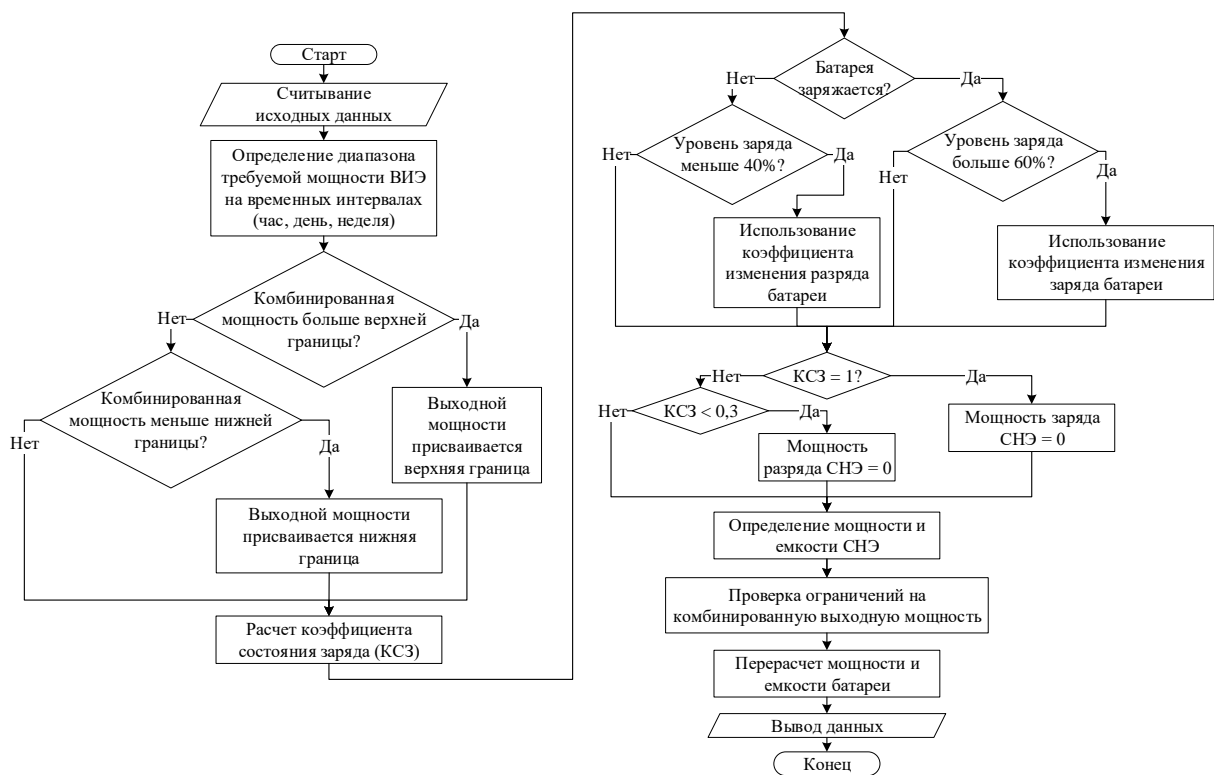 Старт
Считывание
исходных данных
Определение диапазона
требуемой мощности ВИЭ
на временных интервалах
(час, день, неделя)
Комбинированная
мощность больше верхней
границы?
Нет
Да
Комбинированная
мощность меньше нижней
границы?
Нет
Да
Выходной
мощности
присваивается
верхняя граница
Выходной мощности
присваивается нижняя
граница
Расчет коэффициента
состояния заряда (КСЗ)
Батарея
заряжается?
Нет
Да
Уровень заряда
меньше 40%?
Нет
Да
Уровень заряда
больше 60%?
Нет
Да
Использование
коэффициента
изменения разряда
батареи
Использование
коэффициента изменения
заряда батареи
КСЗ = 1?
Нет
Да
КСЗ < 0,3
Нет
Да
Мощность
разряда СНЭ = 0
Мощность заряда
СНЭ = 0
Определение мощности и
емкости СНЭ
Проверка ограничений на
комбинированную выходную мощность
Перерасчет мощности и
емкости батареи
Вывод данных
Конец